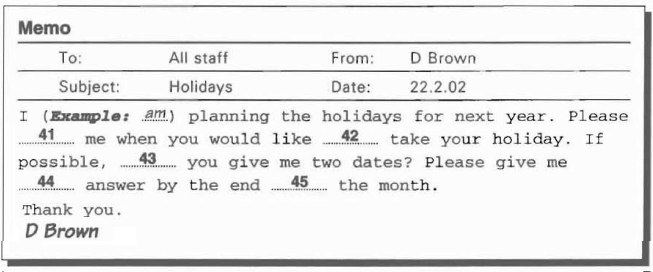 Memo
To: All staff From: D Brown
Subject: Holidays Date: 22.2.02
I (Example: am) planning the holidays for next year. Please
41 me when you would like 42 take your holiday. If
possible, 43 you give me two dates? Please give me
44 answer by the end 45 the month.
Thank you.
D Brown